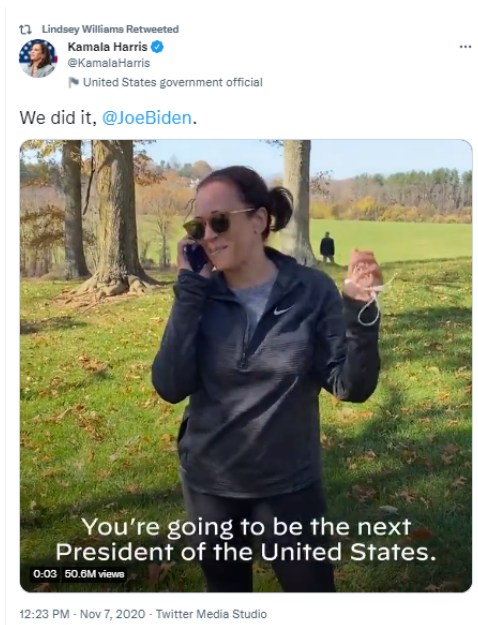 Lindsey Williams Retweeted
Kamala Harris
@KamalaHarris
United States government official
We did it, @JoeBiden.
You're going to be the next
President of the United States.
0:03 50.6M views
12:23 PM · Nov 7, 2020 · Twitter Media Studio